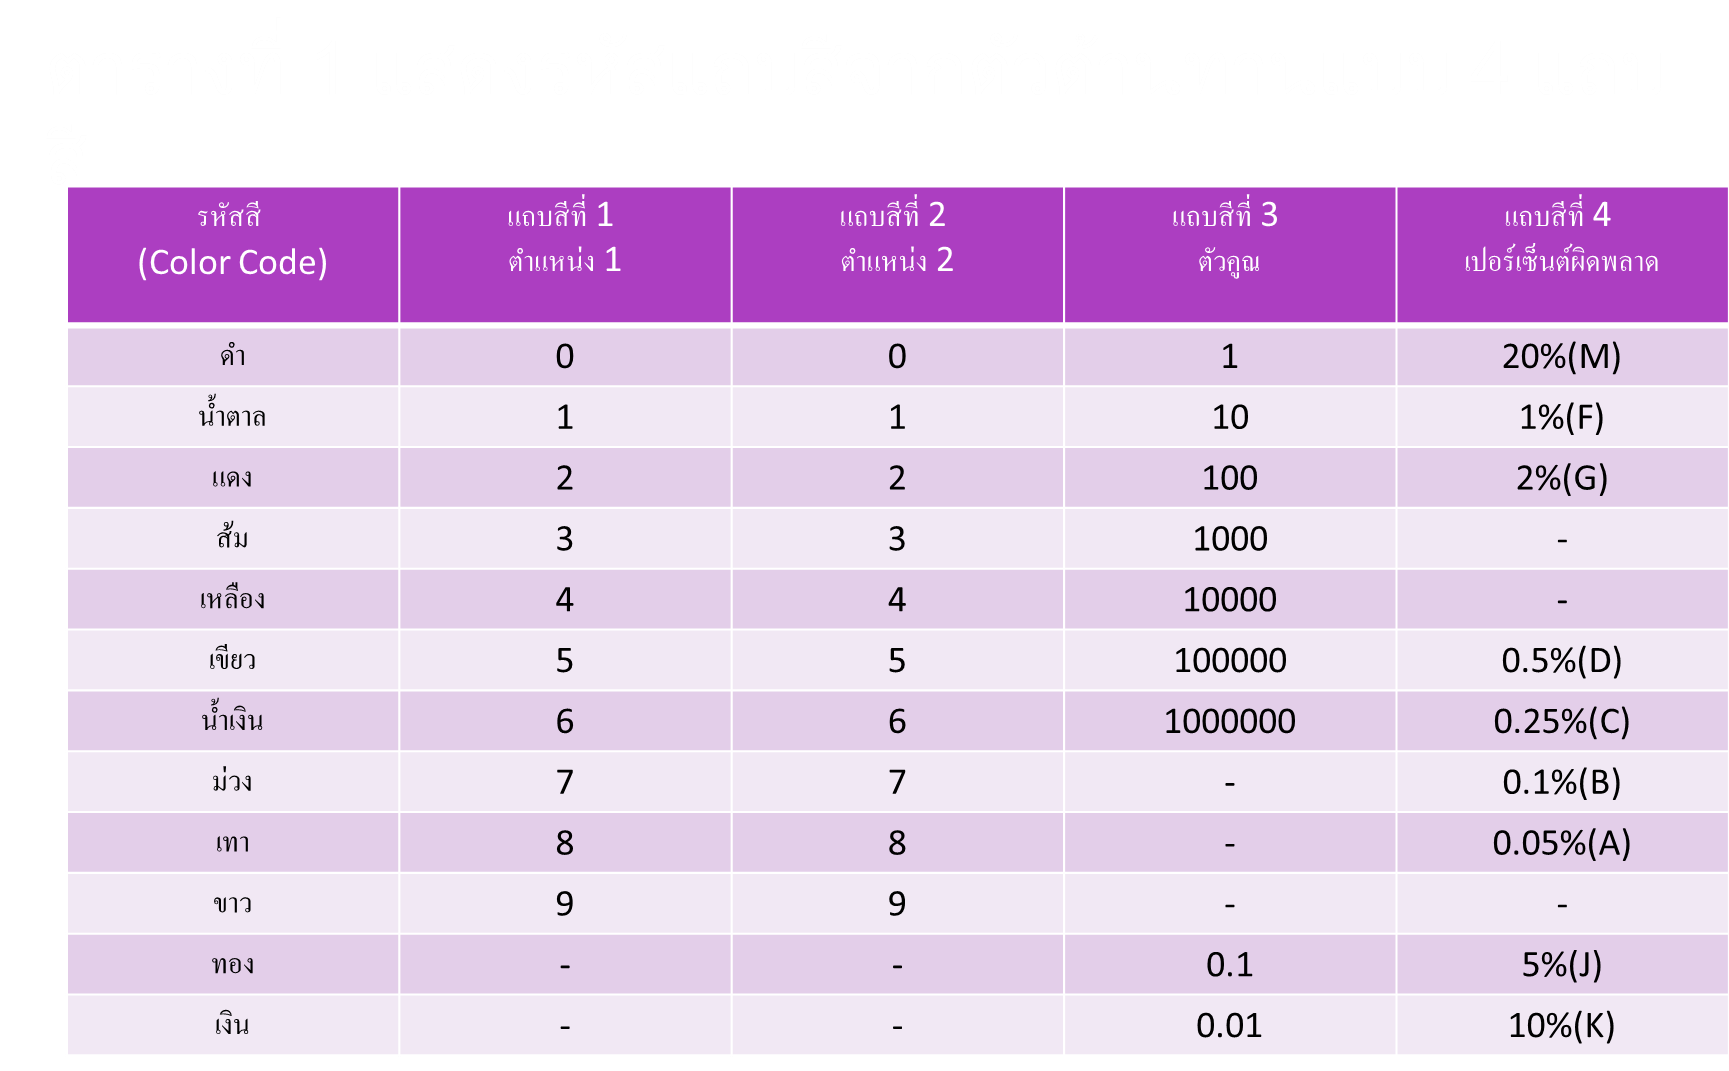 รหัสสี
(Color Code)
แถบสีที่ 1
ตำแหน่ง 1
แถบสีที่ 2
ตำแหน่ง 2
แถบสีที่ 3
ตัวคูณ
แถบสีที่ 4
เปอร์เซ็นต์ผิดพลาด
ดำ 0 0 1 20%(M)
น้ำตาล 1 1 10 1%(F)
แดง 2 2 100 2%(G)
ส้ม 3 3 1000 -
เหลือง 4 4 10000 -
เขียว 5 5 100000 0.5%(D)
น้ำเงิน 6 6 1000000 0.25%(C)
ม่วง 7 7 - 0.1%(B)
เทา 8 8 - 0.05%(A)
ขาว 9 9 - -
ทอง - - 0.1 5%(J)
เงิน - - 0.01 10%(K)